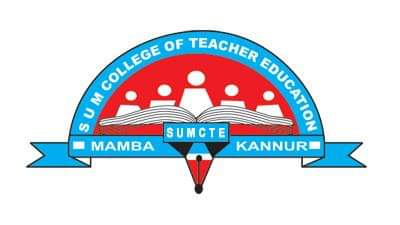 S U M COLLEGE OF TEACHER EDUCATION
SUMCTE
MAMBA KANNUR